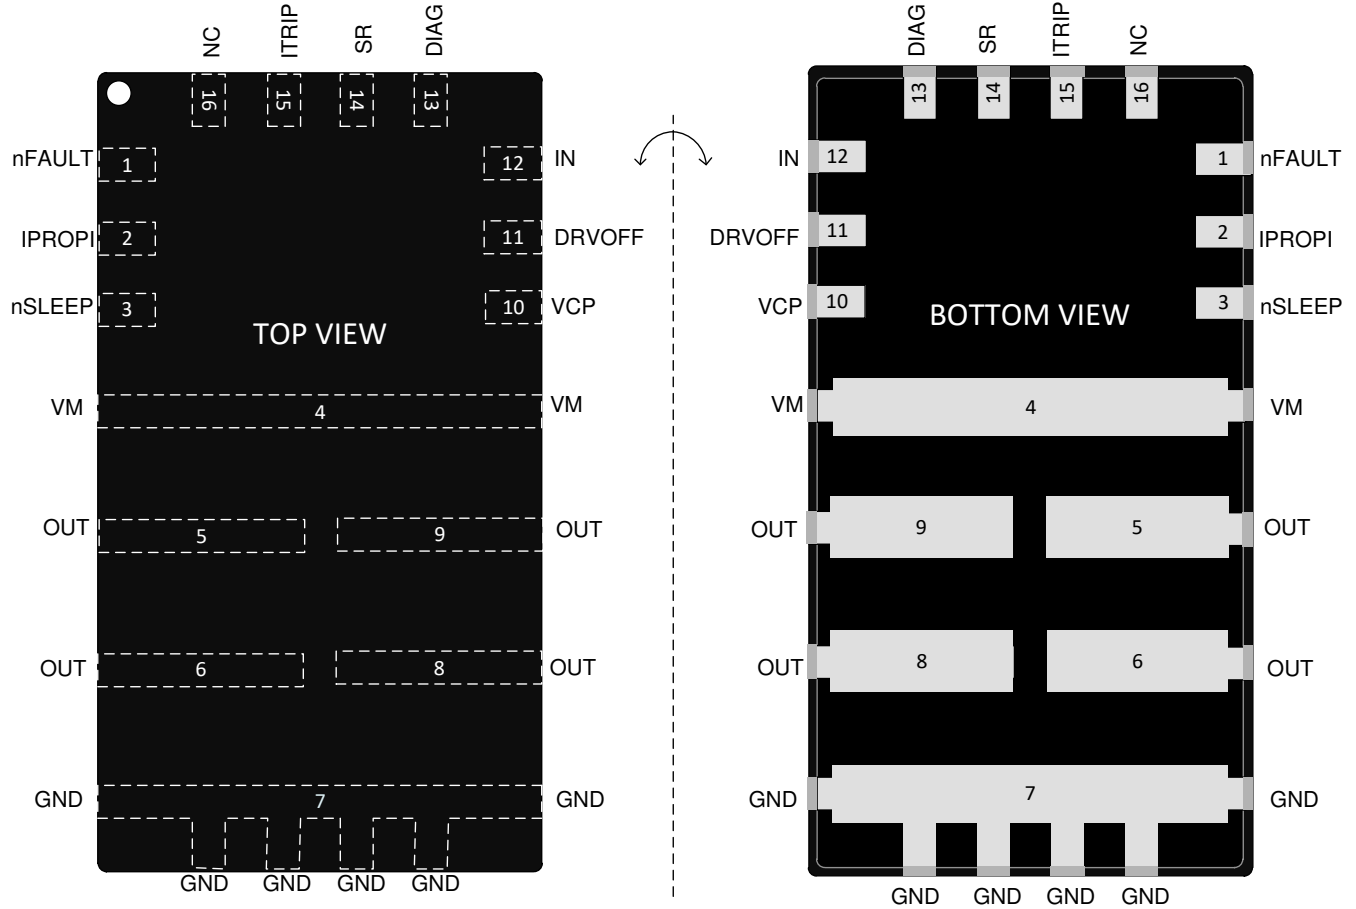 NC ITRIP SR DIAG
16 15 14 13
nFAULT 1 12 IN
IPROPI 2 11 DRVOFF
nSLEEP 3 10 VCP
TOP VIEW
VM 4 VM
OUT 5 9 OUT
OUT 6 8 OUT
GND 7 GND
GND GND GND GND
DIAG SR ITRIP NC
13 14 15 16
IN 12 1 nFAULT
DRVOFF 11 2 IPROPI
VCP 10 3 nSLEEP
BOTTOM VIEW
VM 4 VM
OUT 9 5 OUT
OUT 8 6 OUT
GND 7 GND
GND GND GND GND